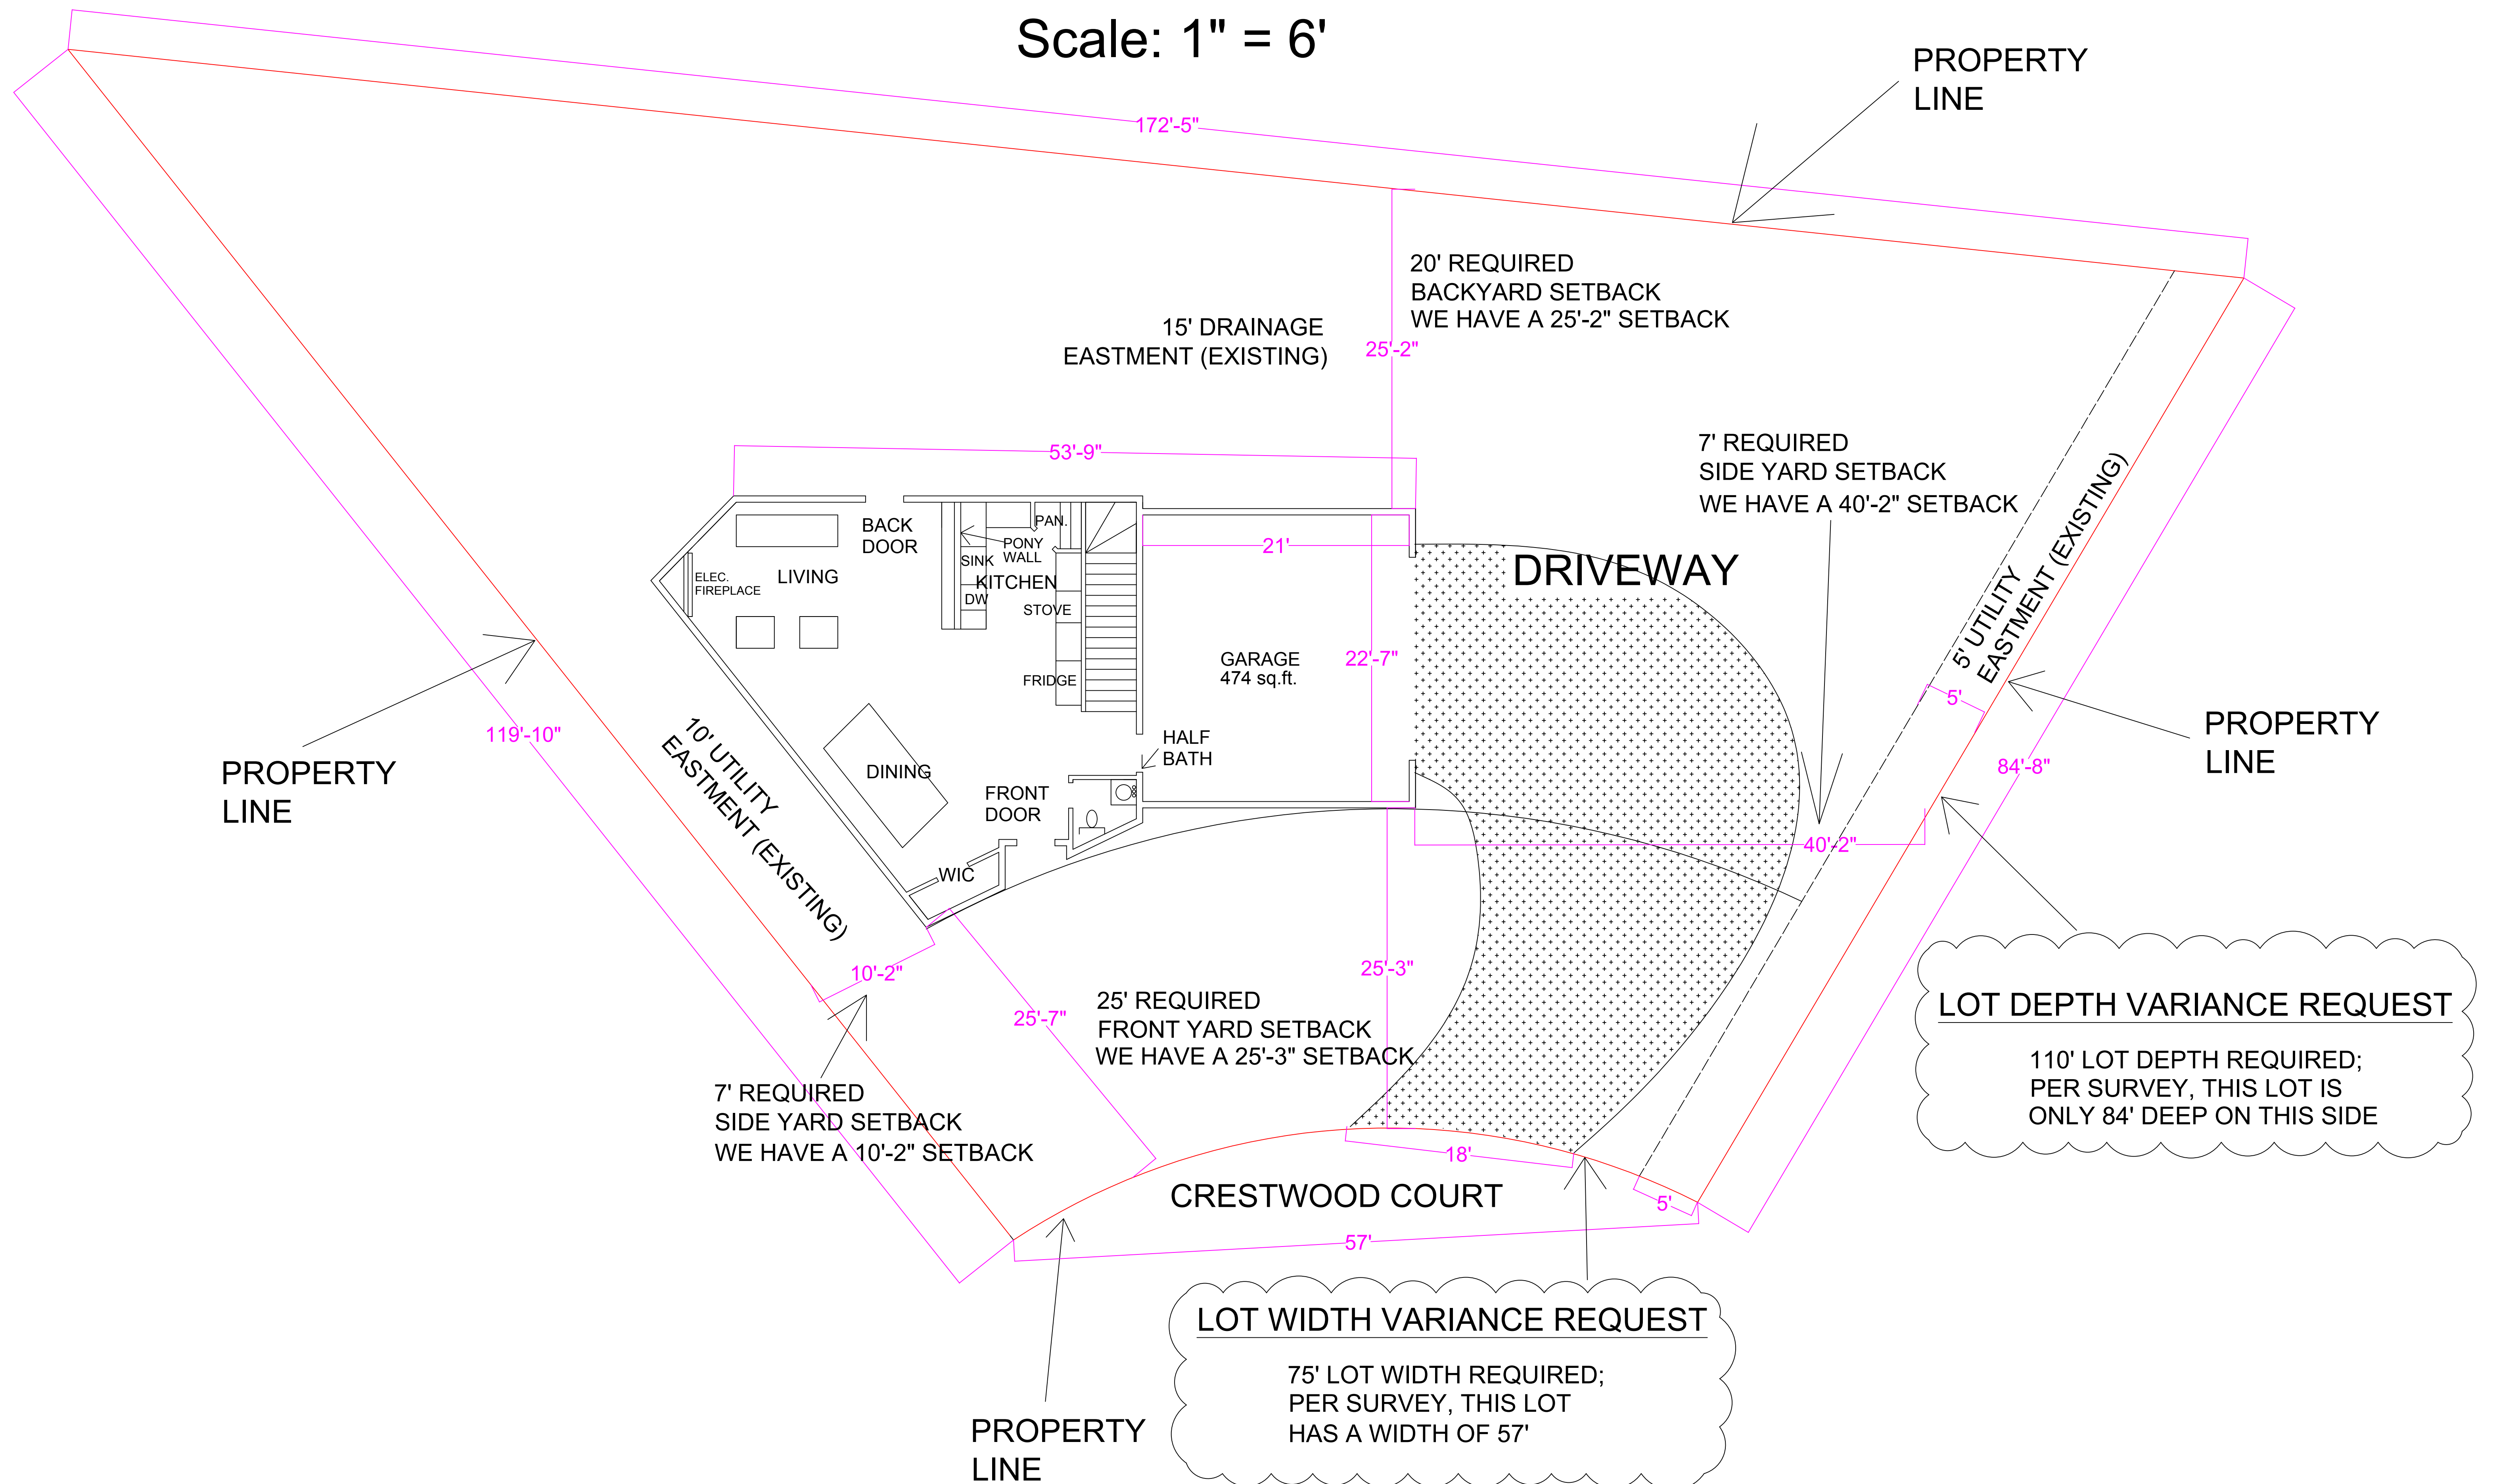 Scale: 1" = 6'
PROPERTY
LINE
172'-5"
20' REQUIRED
BACKYARD SETBACK
WE HAVE A 25'-2" SETBACK
15' DRAINAGE
EASTMENT (EXISTING)
25'-2"
53'-9"
7' REQUIRED
SIDE YARD SETBACK
WE HAVE A 40'-2" SETBACK
BACK
DOOR
PAN.
PONY
WALL
SINK
KITCHEN
DW
STOVE
FRIDGE
ELEC.
FIREPLACE
LIVING
21'
22'-7"
GARAGE
474 sq.ft.
DRIVEWAY
5' UTILITY
EASTMENT (EXISTING)
5'
PROPERTY
LINE
84'-8"
119'-10"
PROPERTY
LINE
10' UTILITY
EASTMENT (EXISTING)
DINING
HALF
BATH
FRONT
DOOR
WIC
40'-2"
10'-2"
25'-7"
25'-3"
25' REQUIRED
FRONT YARD SETBACK
WE HAVE A 25'-3" SETBACK
7' REQUIRED
SIDE YARD SETBACK
WE HAVE A 10'-2" SETBACK
LOT DEPTH VARIANCE REQUEST
110' LOT DEPTH REQUIRED;
PER SURVEY, THIS LOT IS
ONLY 84' DEEP ON THIS SIDE
18'
CRESTWOOD COURT
5'
57'
LOT WIDTH VARIANCE REQUEST
75' LOT WIDTH REQUIRED;
PER SURVEY, THIS LOT
HAS A WIDTH OF 57'
PROPERTY
LINE